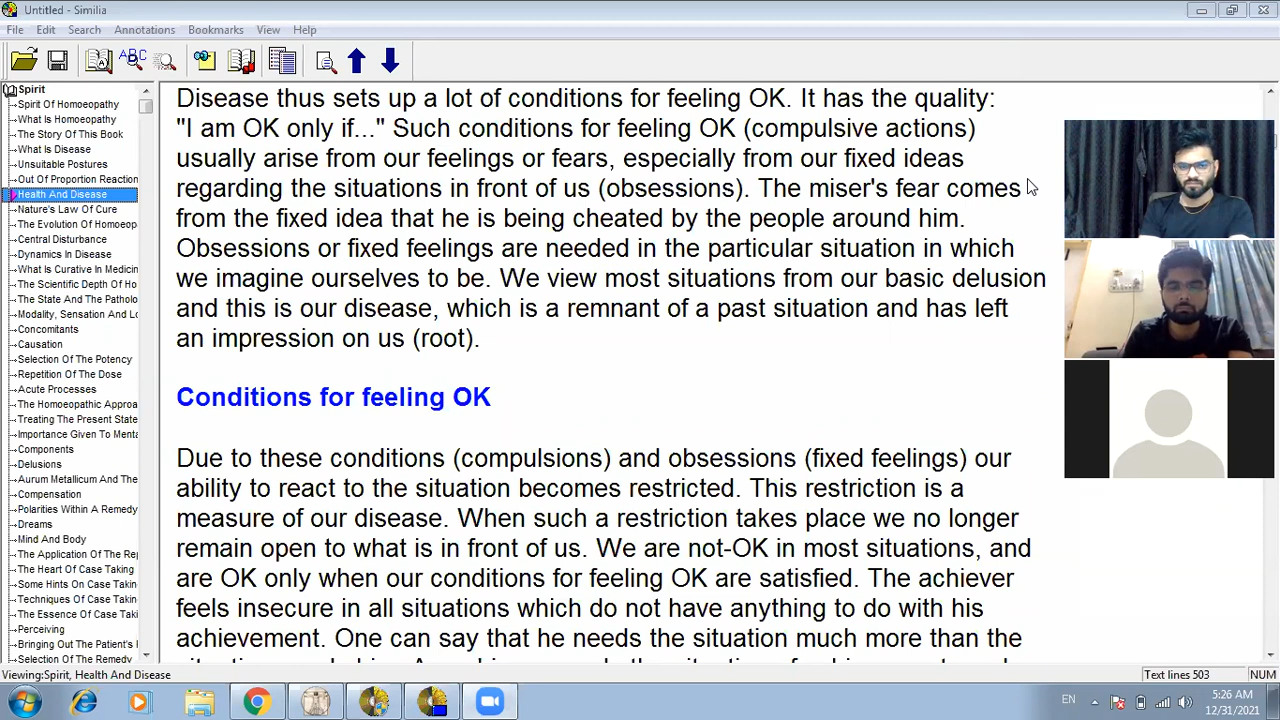 Untitled - Similia
File Edit Search Annotations Bookmarks View Help
Spirit
Spirit Of Homoeopathy
What Is Homeopathy
The Story Of This Book
What Is Disease
Unsuitable Postures
Out Of Proportion Reaction
Health And Disease
Nature's Law Of Cure
The Evolution Of Homoeop
Central Disturbance
Dynamics In Disease
What Is Curative In Medicin
The Scientific Depth Of Ho
The State And The Patholo
Modality, Sensation And Lo
Concomitants
Causation
Selection Of The Potency
Repetition Of The Dose
Acute Processes
The Homoeopathic Approa
Treating The Present State
Importance Given To Menta
Components
Delusions
Aurum Metallicum And The
Compensation
Polarities Within A Remedy
Dreams
Mind And Body
The Application Of The Rep
The Heart Of Case Taking
Some Hints On Case Takin
Techniques Of Case Taking
The Essence Of Case Taki
Perceiving
Bringing Out The Patient's I
Selection Of The Remedy
Disease thus sets up a lot of conditions for feeling OK. It has the quality:
"I am OK only if..." Such conditions for feeling OK (compulsive actions)
usually arise from our feelings or fears, especially from our fixed ideas
regarding the situations in front of us (obsessions). The miser's fear comes
from the fixed idea that he is being cheated by the people around him.
Obsessions or fixed feelings are needed in the particular situation in which
we imagine ourselves to be. We view most situations from our basic delusion
and this is our disease, which is a remnant of a past situation and has left
an impression on us (root).
Conditions for feeling OK
Due to these conditions (compulsions) and obsessions (fixed feelings) our
ability to react to the situation becomes restricted. This restriction is a
measure of our disease. When such a restriction takes place we no longer
remain open to what is in front of us. We are not-OK in most situations, and
are OK only when our conditions for feeling OK are satisfied. The achiever
feels insecure in all situations which do not have anything to do with his
achievement. One can say that he needs the situation much more than the
Viewing:Spirit, Health And Disease
Text lines 503
NUM
EN
5:26 AM
12/31/2021